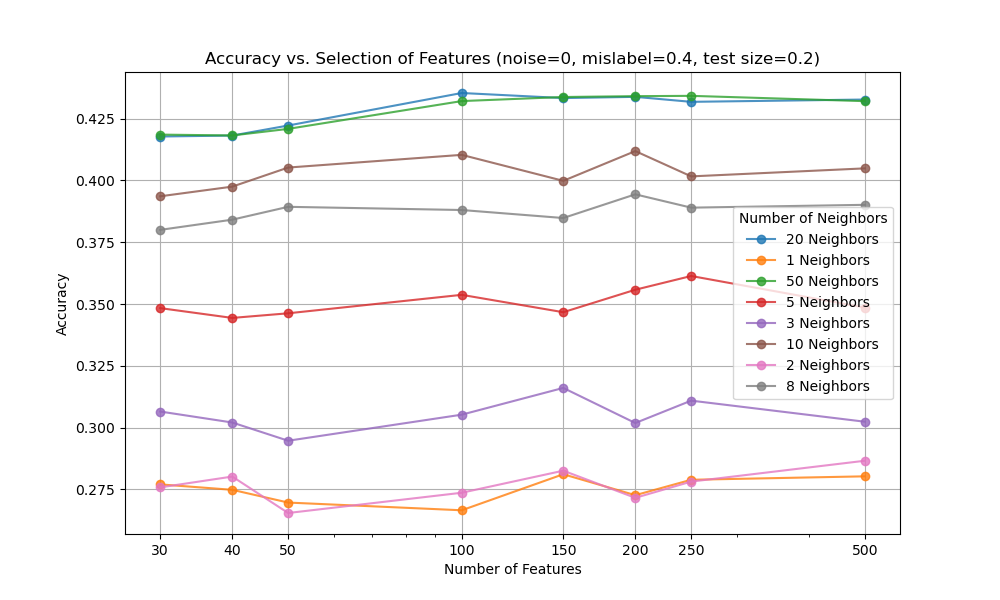 Accuracy vs. Selection of Features (noise=0, mislabel=0.4, test size=0.2)
Accuracy
0.425
0.400
0.375
0.350
0.325
0.300
0.275
Number of Neighbors
20 Neighbors
1 Neighbors
50 Neighbors
5 Neighbors
3 Neighbors
10 Neighbors
2 Neighbors
8 Neighbors
30 40 50 100 150 200 250 500
Number of Features